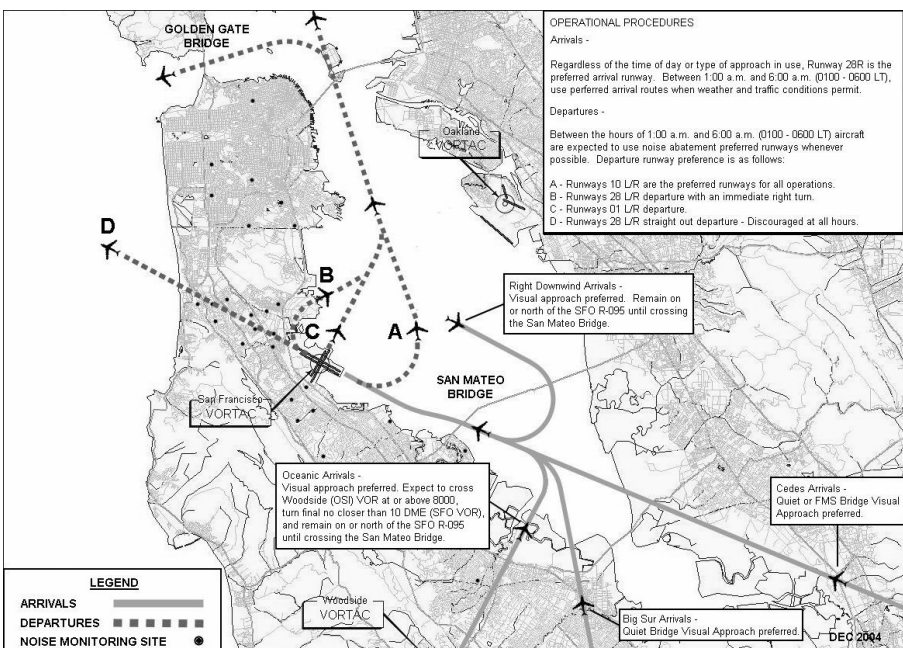 GOLDEN GATE
BRIDGE
OPERATIONAL PROCEDURES
Arrivals -
Regardless of the time of day or type of approach in use, Runway 28R is the
preferred arrival runway. Between 1:00 a.m. and 6:00 a.m. (0100 - 0600 LT),
use perferred arrival routes when weather and traffic conditions permit.
Departures -
Between the hours of 1:00 a.m. and 6:00 a.m. (0100 - 0600 LT) aircraft
are expected to use noise abatement preferred runways whenever
possible. Departure runway preference is as follows:
A - Runways 10 L/R are the preferred runways for all operations.
B - Runways 28 L/R departure with an immediate right turn.
C - Runways 01 L/R departure.
D - Runways 28 L/R straight out departure - Discouraged at all hours.
Oakland
VORTAC
D
B
C
A
Right Downwind Arrivals -
Visual approach preferred. Remain on
or north of the SFO R-095 until crossing
the San Mateo Bridge.
SAN MATEO
BRIDGE
San Francisco
VORTAC
Oceanic Arrivals -
Visual approach preferred. Expect to cross
Woodside (OSI) VOR at or above 8000,
turn final no closer than 10 DME (SFO VOR),
and remain on or north of the SFO R-095
until crossing the San Mateo Bridge.
Cedes Arrivals -
Quiet or FMS Bridge Visual
Approach preferred.
Woodside
VORTAC
Big Sur Arrivals -
Quiet Bridge Visual Approach preferred.
LEGEND
ARRIVALS
DEPARTURES
NOISE MONITORING SITE
DEC 2004